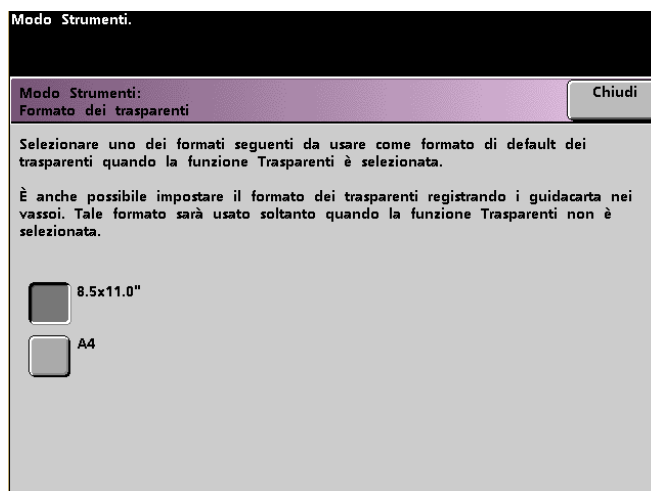 Modo Strumenti.
Modo Strumenti:
Formato dei trasparenti
Chiudi
Selezionare uno dei formati seguenti da usare come formato di default dei
trasparenti quando la funzione Trasparenti è selezionata.
È anche possibile impostare il formato dei trasparenti registrando i guidacarta nei
vassoi. Tale formato sarà usato soltanto quando la funzione Trasparenti non è
selezionata.
8.5x11.0"
A4